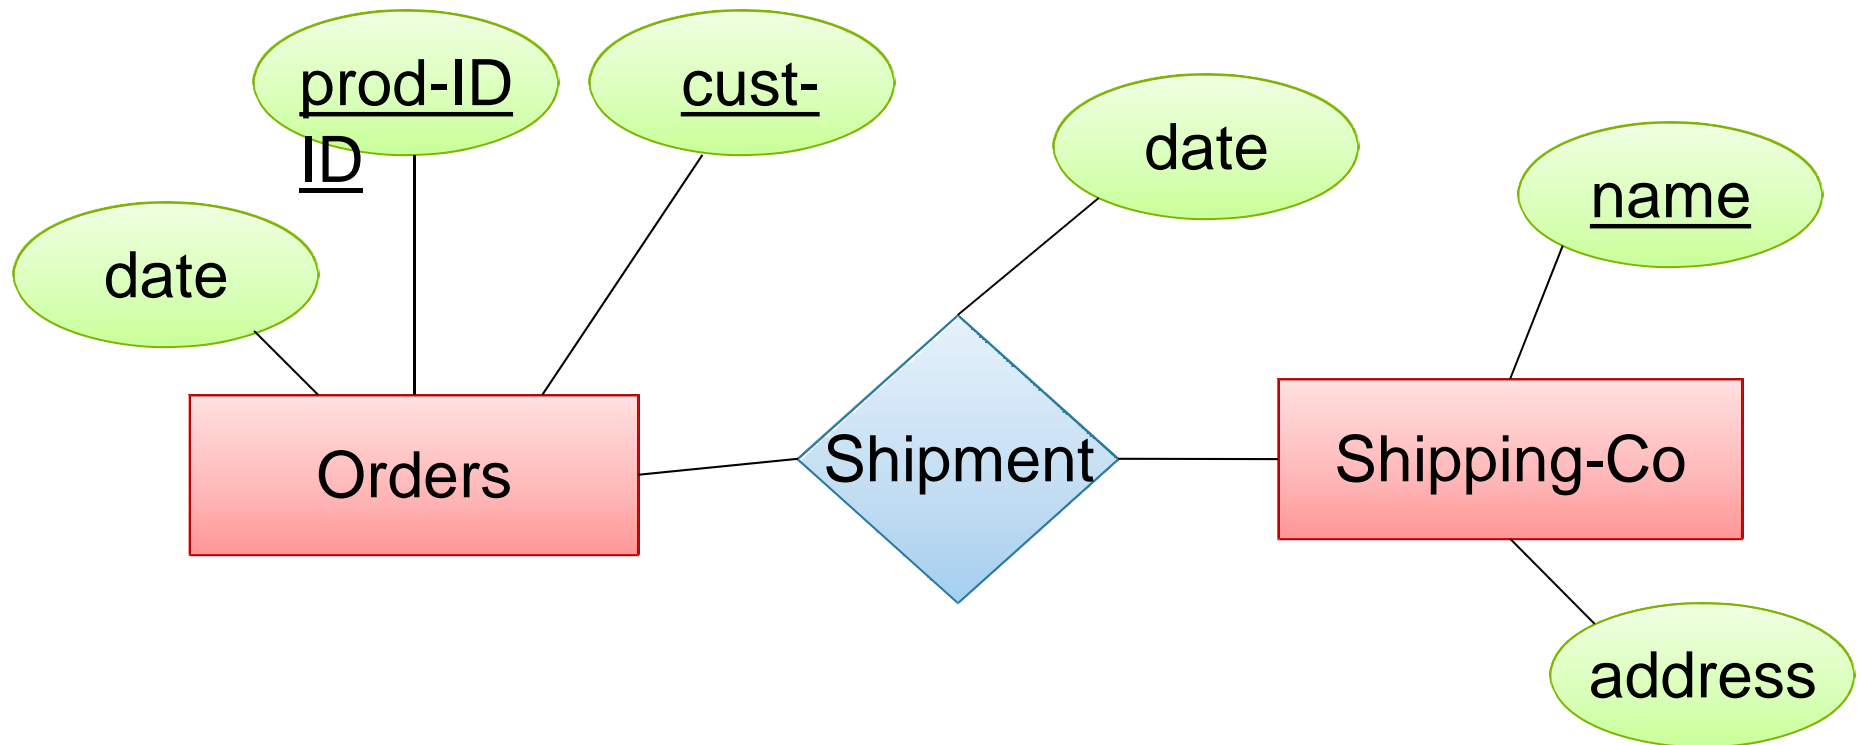 prod-ID cust-
ID
date
name
date
Orders
Shipment
Shipping-Co
address